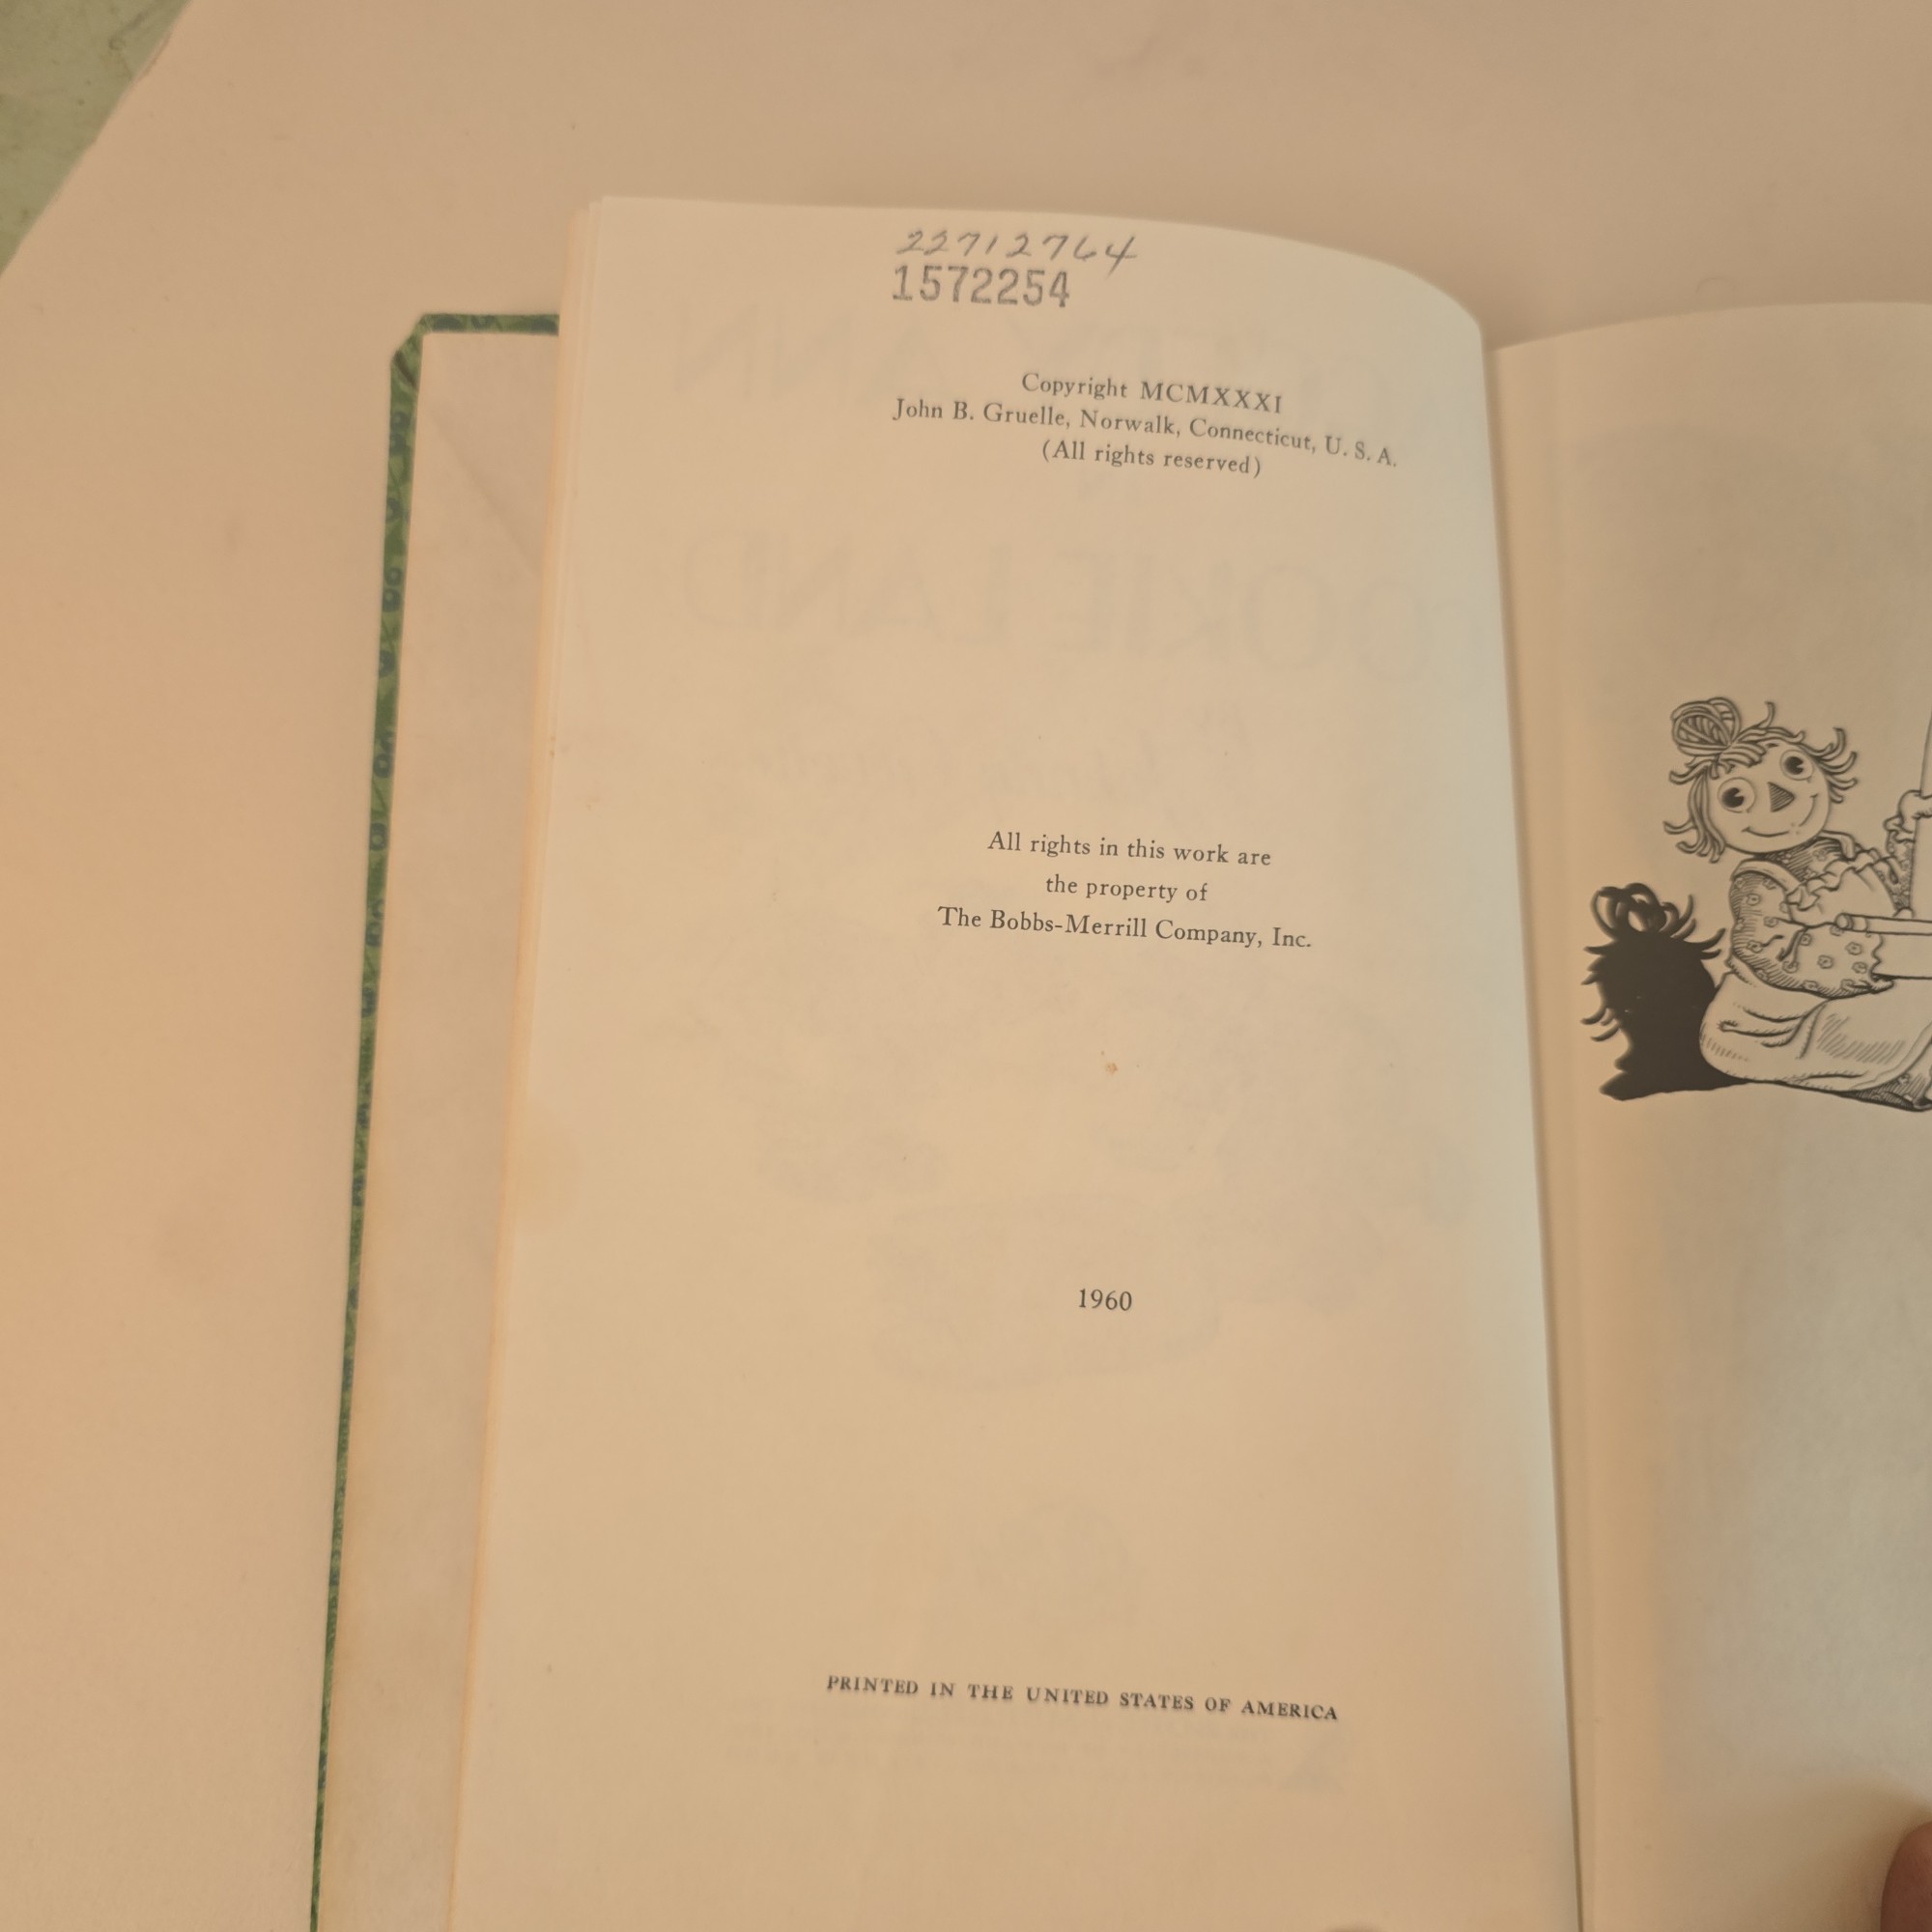 22712764
1572254
Copyright MCMXXXI
John B. Gruelle, Norwalk, Connecticut, U. S. A.
(All rights reserved)
All rights in this work are
the property of
The Bobbs-Merrill Company, Inc.
1960
PRINTED IN THE UNITED STATES OF AMERICA